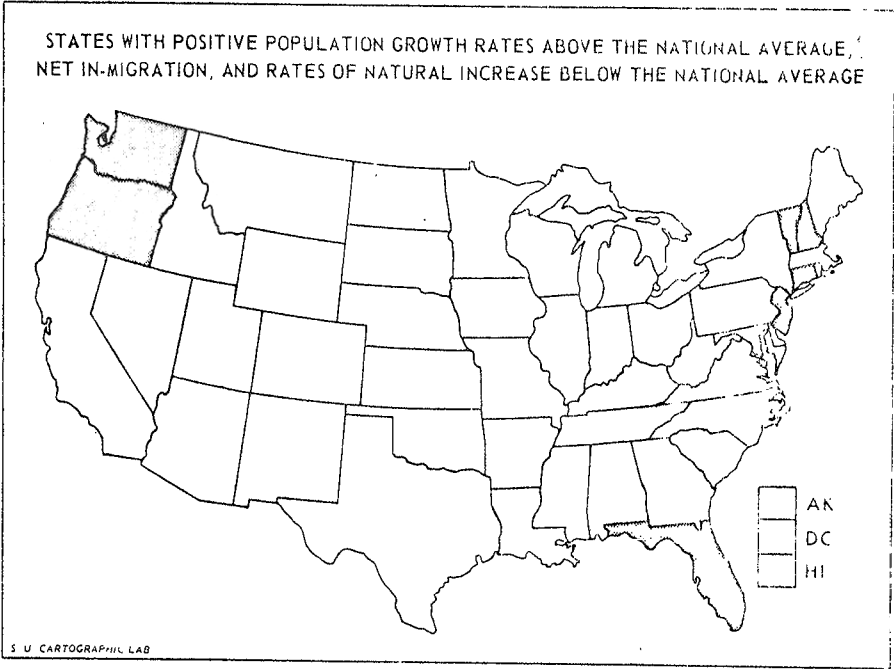 STATES WITH POSITIVE POPULATION GROWTH RATES ABOVE THE NATIONAL AVERAGE,
NET IN-MIGRATION, AND RATES OF NATURAL INCREASE BELOW THE NATIONAL AVERAGE
AK
DC
HI
S U CARTOGRAPHIC LAB